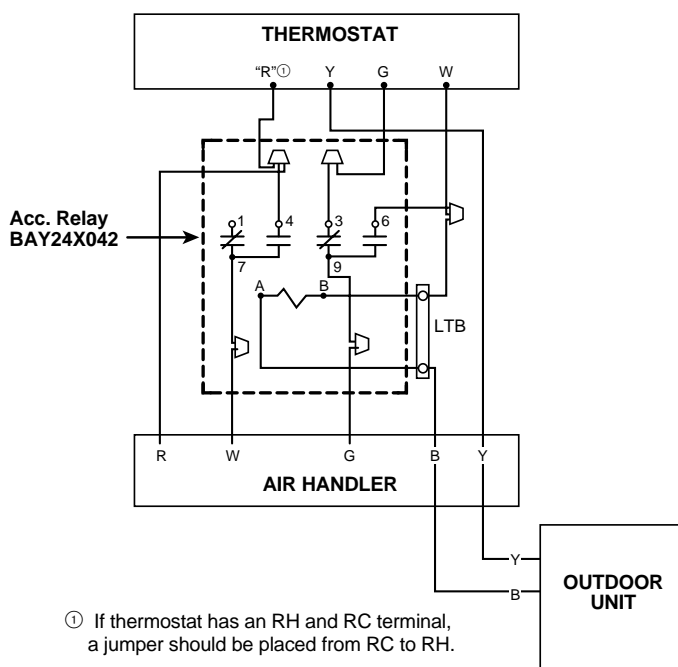 THERMOSTAT
"R"① Y G W
Acc. Relay
BAY24X042
1 4 3 6
7 9
A B
LTB
R W G B Y
AIR HANDLER
Y
B
OUTDOOR
UNIT
① If thermostat has an RH and RC terminal,
a jumper should be placed from RC to RH.